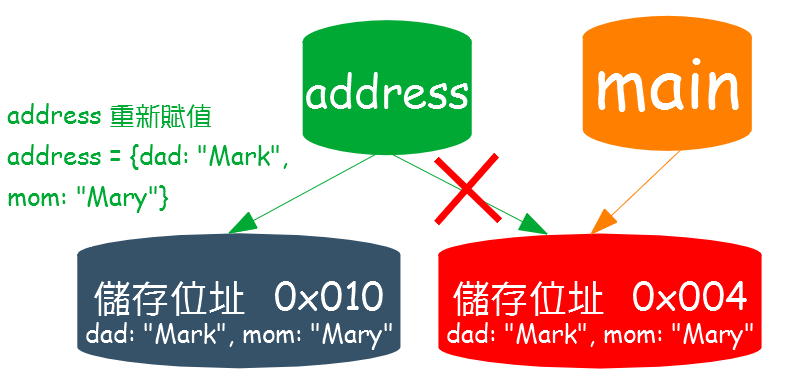 address
main
address 重新賦值
address = {dad: "Mark",
mom: "Mary"}
儲存位址 0x010
dad: "Mark", mom: "Mary"
儲存位址 0x004
dad: "Mark", mom: "Mary"